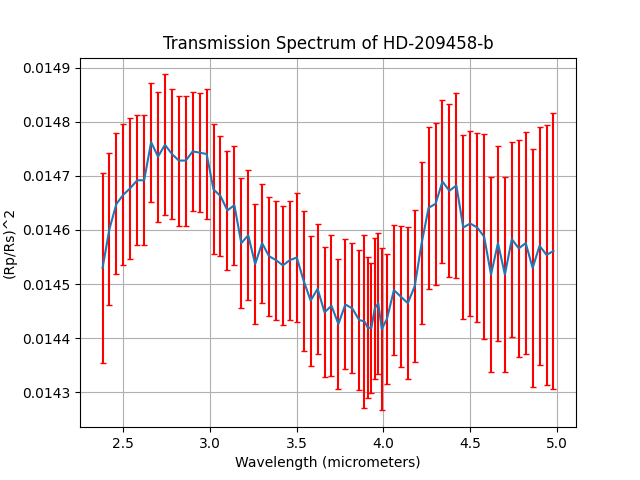 Transmission Spectrum of HD-209458-b
(Rp/Rs)^2
0.0149
0.0148
0.0147
0.0146
0.0145
0.0144
0.0143
2.5 3.0 3.5 4.0 4.5 5.0
Wavelength (micrometers)